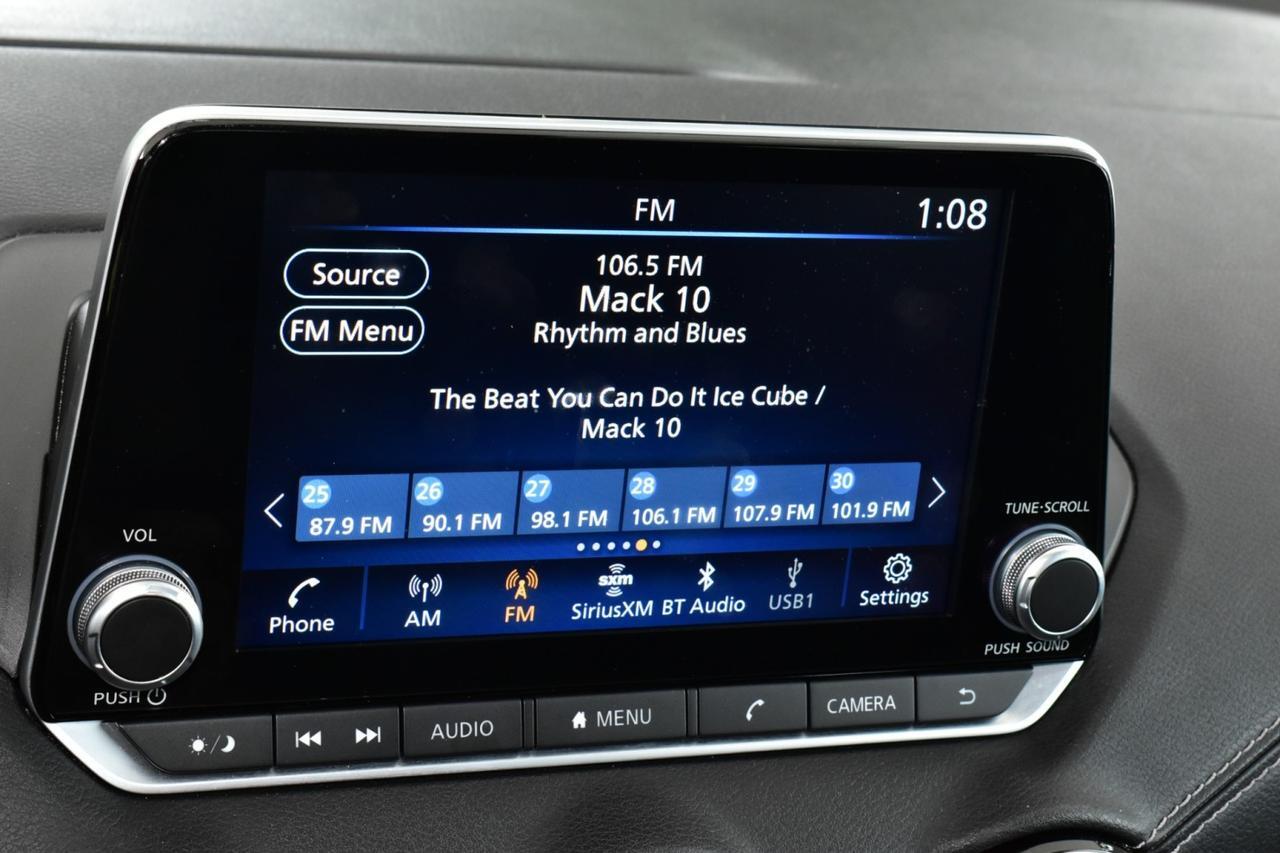 FM
1:08
Source
106.5 FM
Mack 10
FM Menu
Rhythm and Blues
The Beat You Can Do It Ice Cube /
Mack 10
25
87.9 FM
26
90.1 FM
27
98.1 FM
28
106.1 FM
29
107.9 FM
30
101.9 FM
VOL
TUNE·SCROLL
Phone
AM
FM
sxm
SiriusXM
BT Audio
USB1
Settings
PUSH
PUSH SOUND
AUDIO
MENU
CAMERA